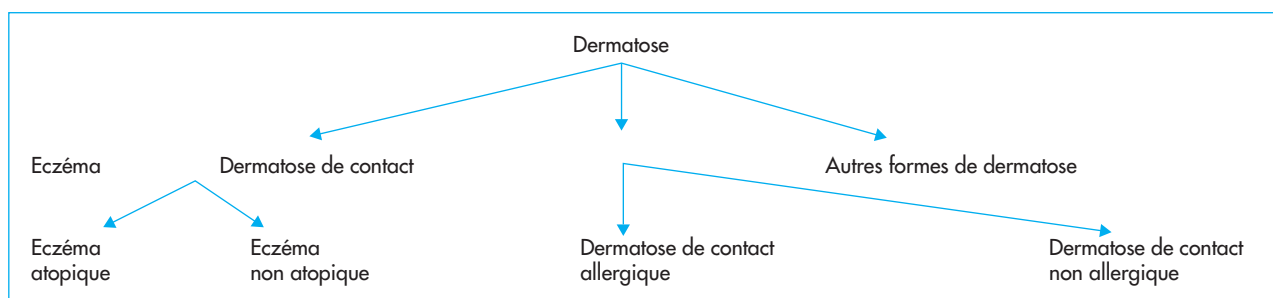 Dermatose
Eczéma
Dermatose de contact
Autres formes de dermatose
Eczéma
atopique
Eczéma
non atopique
Dermatose de contact
allergique
Dermatose de contact
non allergique